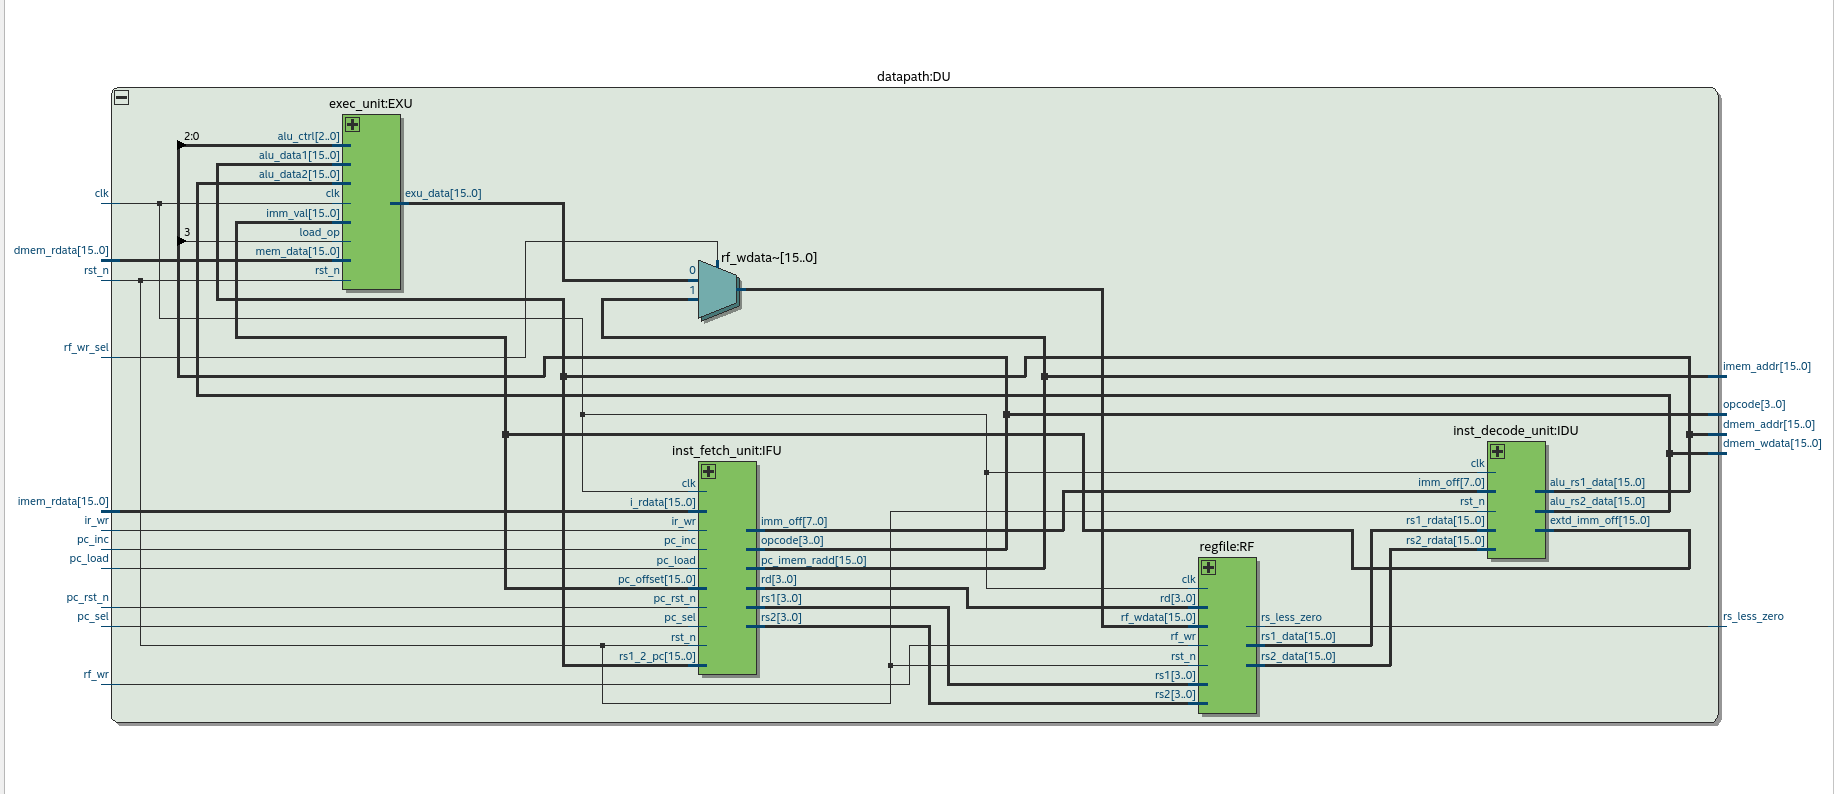 datapath:DU
exec_unit:EXU
2:0
alu_ctrl[2..0]
alu_data1[15..0]
alu_data2[15..0]
clk
clk
exu_data[15..0]
imm_val[15..0]
3
load_op
dmem_rdata[15..0]
mem_data[15..0]
rst_n
rst_n
rf_wdata~[15..0]
0
1
rf_wr_sel
imem_addr[15..0]
opcode[3..0]
dmem_addr[15..0]
dmem_wdata[15..0]
inst_fetch_unit:IFU
clk
imem_rdata[15..0]
i_rdata[15..0]
ir_wr
ir_wr
imm_off[7..0]
pc_inc
pc_inc
opcode[3..0]
pc_load
pc_load
pc_imem_radd[15..0]
pc_offset[15..0]
rd[3..0]
pc_rst_n
pc_rst_n
rs1[3..0]
pc_sel
pc_sel
rs2[3..0]
rst_n
rs1_2_pc[15..0]
rf_wr
inst_decode_unit:IDU
clk
imm_off[7..0]
alu_rs1_data[15..0]
rst_n
alu_rs2_data[15..0]
rs1_rdata[15..0]
extd_imm_off[15..0]
rs2_rdata[15..0]
regfile:RF
clk
rd[3..0]
rf_wdata[15..0]
rs_less_zero
rs_less_zero
rf_wr
rs1_data[15..0]
rst_n
rs2_data[15..0]
rs1[3..0]
rs2[3..0]